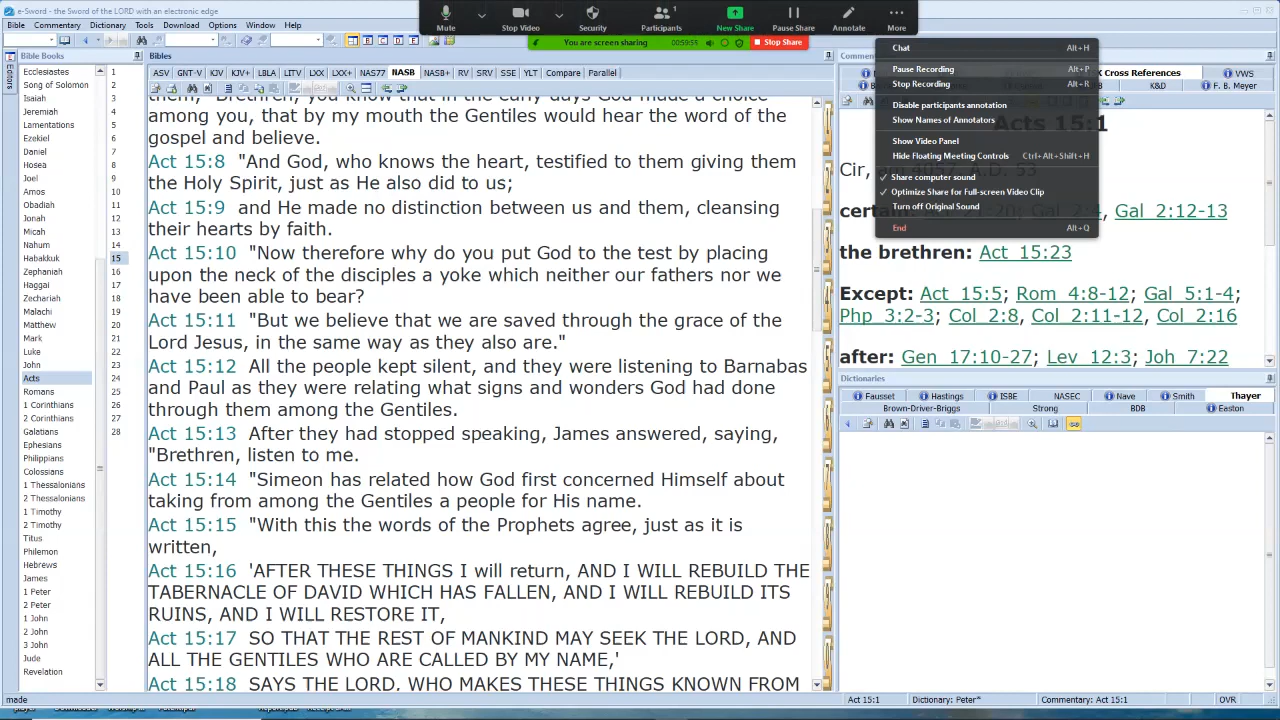 e-Sword - the Sword of the LORD with an electronic edge
Bible Commentary Dictionary Tools Download Options Window Help
Mute Stop Video Security Participants 1 New Share Pause Share Annotate More
You are screen sharing 00:59:59 Stop Share
Chat Alt+H
Pause Recording Alt+P
Stop Recording Alt+R
Disable participants annotation
Show Names of Annotators
Show Video Panel
Hide Floating Meeting Controls Ctrl+Alt+Shift+H
Share computer sound
Optimize Share for Full-screen Video Clip
Turn off Original Sound
End Alt+Q
Editors
Bible Books
Ecclesiastes
Song of Solomon
Isaiah
Jeremiah
Lamentations
Ezekiel
Daniel
Hosea
Joel
Amos
Obadiah
Jonah
Micah
Nahum
Habakkuk
Zephaniah
Haggai
Zechariah
Malachi
Matthew
Mark
Luke
John
Acts
Romans
1 Corinthians
2 Corinthians
Galatians
Ephesians
Philippians
Colossians
1 Thessalonians
2 Thessalonians
1 Timothy
2 Timothy
Titus
Philemon
Hebrews
James
1 Peter
2 Peter
1 John
2 John
3 John
Jude
Revelation
1
2
3
4
5
6
7
8
9
10
11
12
13
14
15
16
17
18
19
20
21
22
23
24
25
26
27
28
Bibles
ASV GNT KJV KJV+ LBLA LITV LXX LXX+ NAS77 NASB NASB+ RV SRV SSE YLT Compare Parallel
them, "Brethren, you know that in the early days God made a choice
among you, that by my mouth the Gentiles would hear the word of the
gospel and believe.
Act 15:8 "And God, who knows the heart, testified to them giving them
the Holy Spirit, just as He also did to us;
Act 15:9 and He made no distinction between us and them, cleansing
their hearts by faith.
Act 15:10 "Now therefore why do you put God to the test by placing
upon the neck of the disciples a yoke which neither our fathers nor we
have been able to bear?
Act 15:11 "But we believe that we are saved through the grace of the
Lord Jesus, in the same way as they also are."
Act 15:12 All the people kept silent, and they were listening to Barnabas
and Paul as they were relating what signs and wonders God had done
through them among the Gentiles.
Act 15:13 After they had stopped speaking, James answered, saying,
"Brethren, listen to me.
Act 15:14 "Simeon has related how God first concerned Himself about
taking from among the Gentiles a people for His name.
Act 15:15 "With this the words of the Prophets agree, just as it is
written,
Act 15:16 'AFTER THESE THINGS I will return, AND I WILL REBUILD THE
TABERNACLE OF DAVID WHICH HAS FALLEN, AND I WILL REBUILD ITS
RUINS, AND I WILL RESTORE IT,
Act 15:17 SO THAT THE REST OF MANKIND MAY SEEK THE LORD, AND
ALL THE GENTILES WHO ARE CALLED BY MY NAME,'
Act 15:18 SAYS THE LORD, WHO MAKES THESE THINGS KNOWN FROM
Cross References VWS
K&D F. B. Meyer
Acts 15:1
Cir, am 4057, A.D. 53
certain: Gal 2:4, Gal 2:12-13
the brethren: Act 15:23
Except: Act 15:5; Rom 4:8-12; Gal 5:1-4;
Php 3:2-3; Col 2:8, Col 2:11-12, Col 2:16
after: Gen 17:10-27; Lev 12:3; Joh 7:22
Dictionaries
Fausset Hastings ISBE NASEC Nave Smith Thayer
Brown-Driver-Briggs Strong BDB Easton
made Act 15:1 Dictionary: Peter* Commentary: Act 15:1 OVR